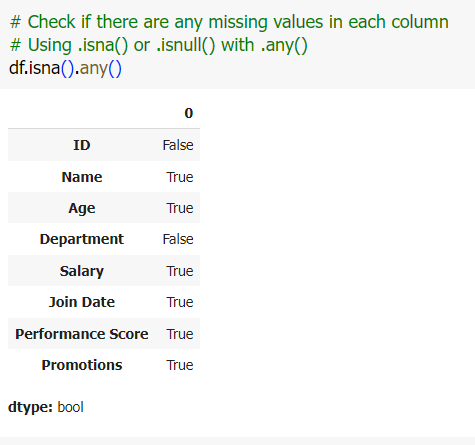 # Check if there are any missing values in each column
# Using .isna() or .isnull() with .any()
df.isna().any()
0
ID False
Name True
Age True
Department False
Salary True
Join Date True
Performance Score True
Promotions True
dtype: bool